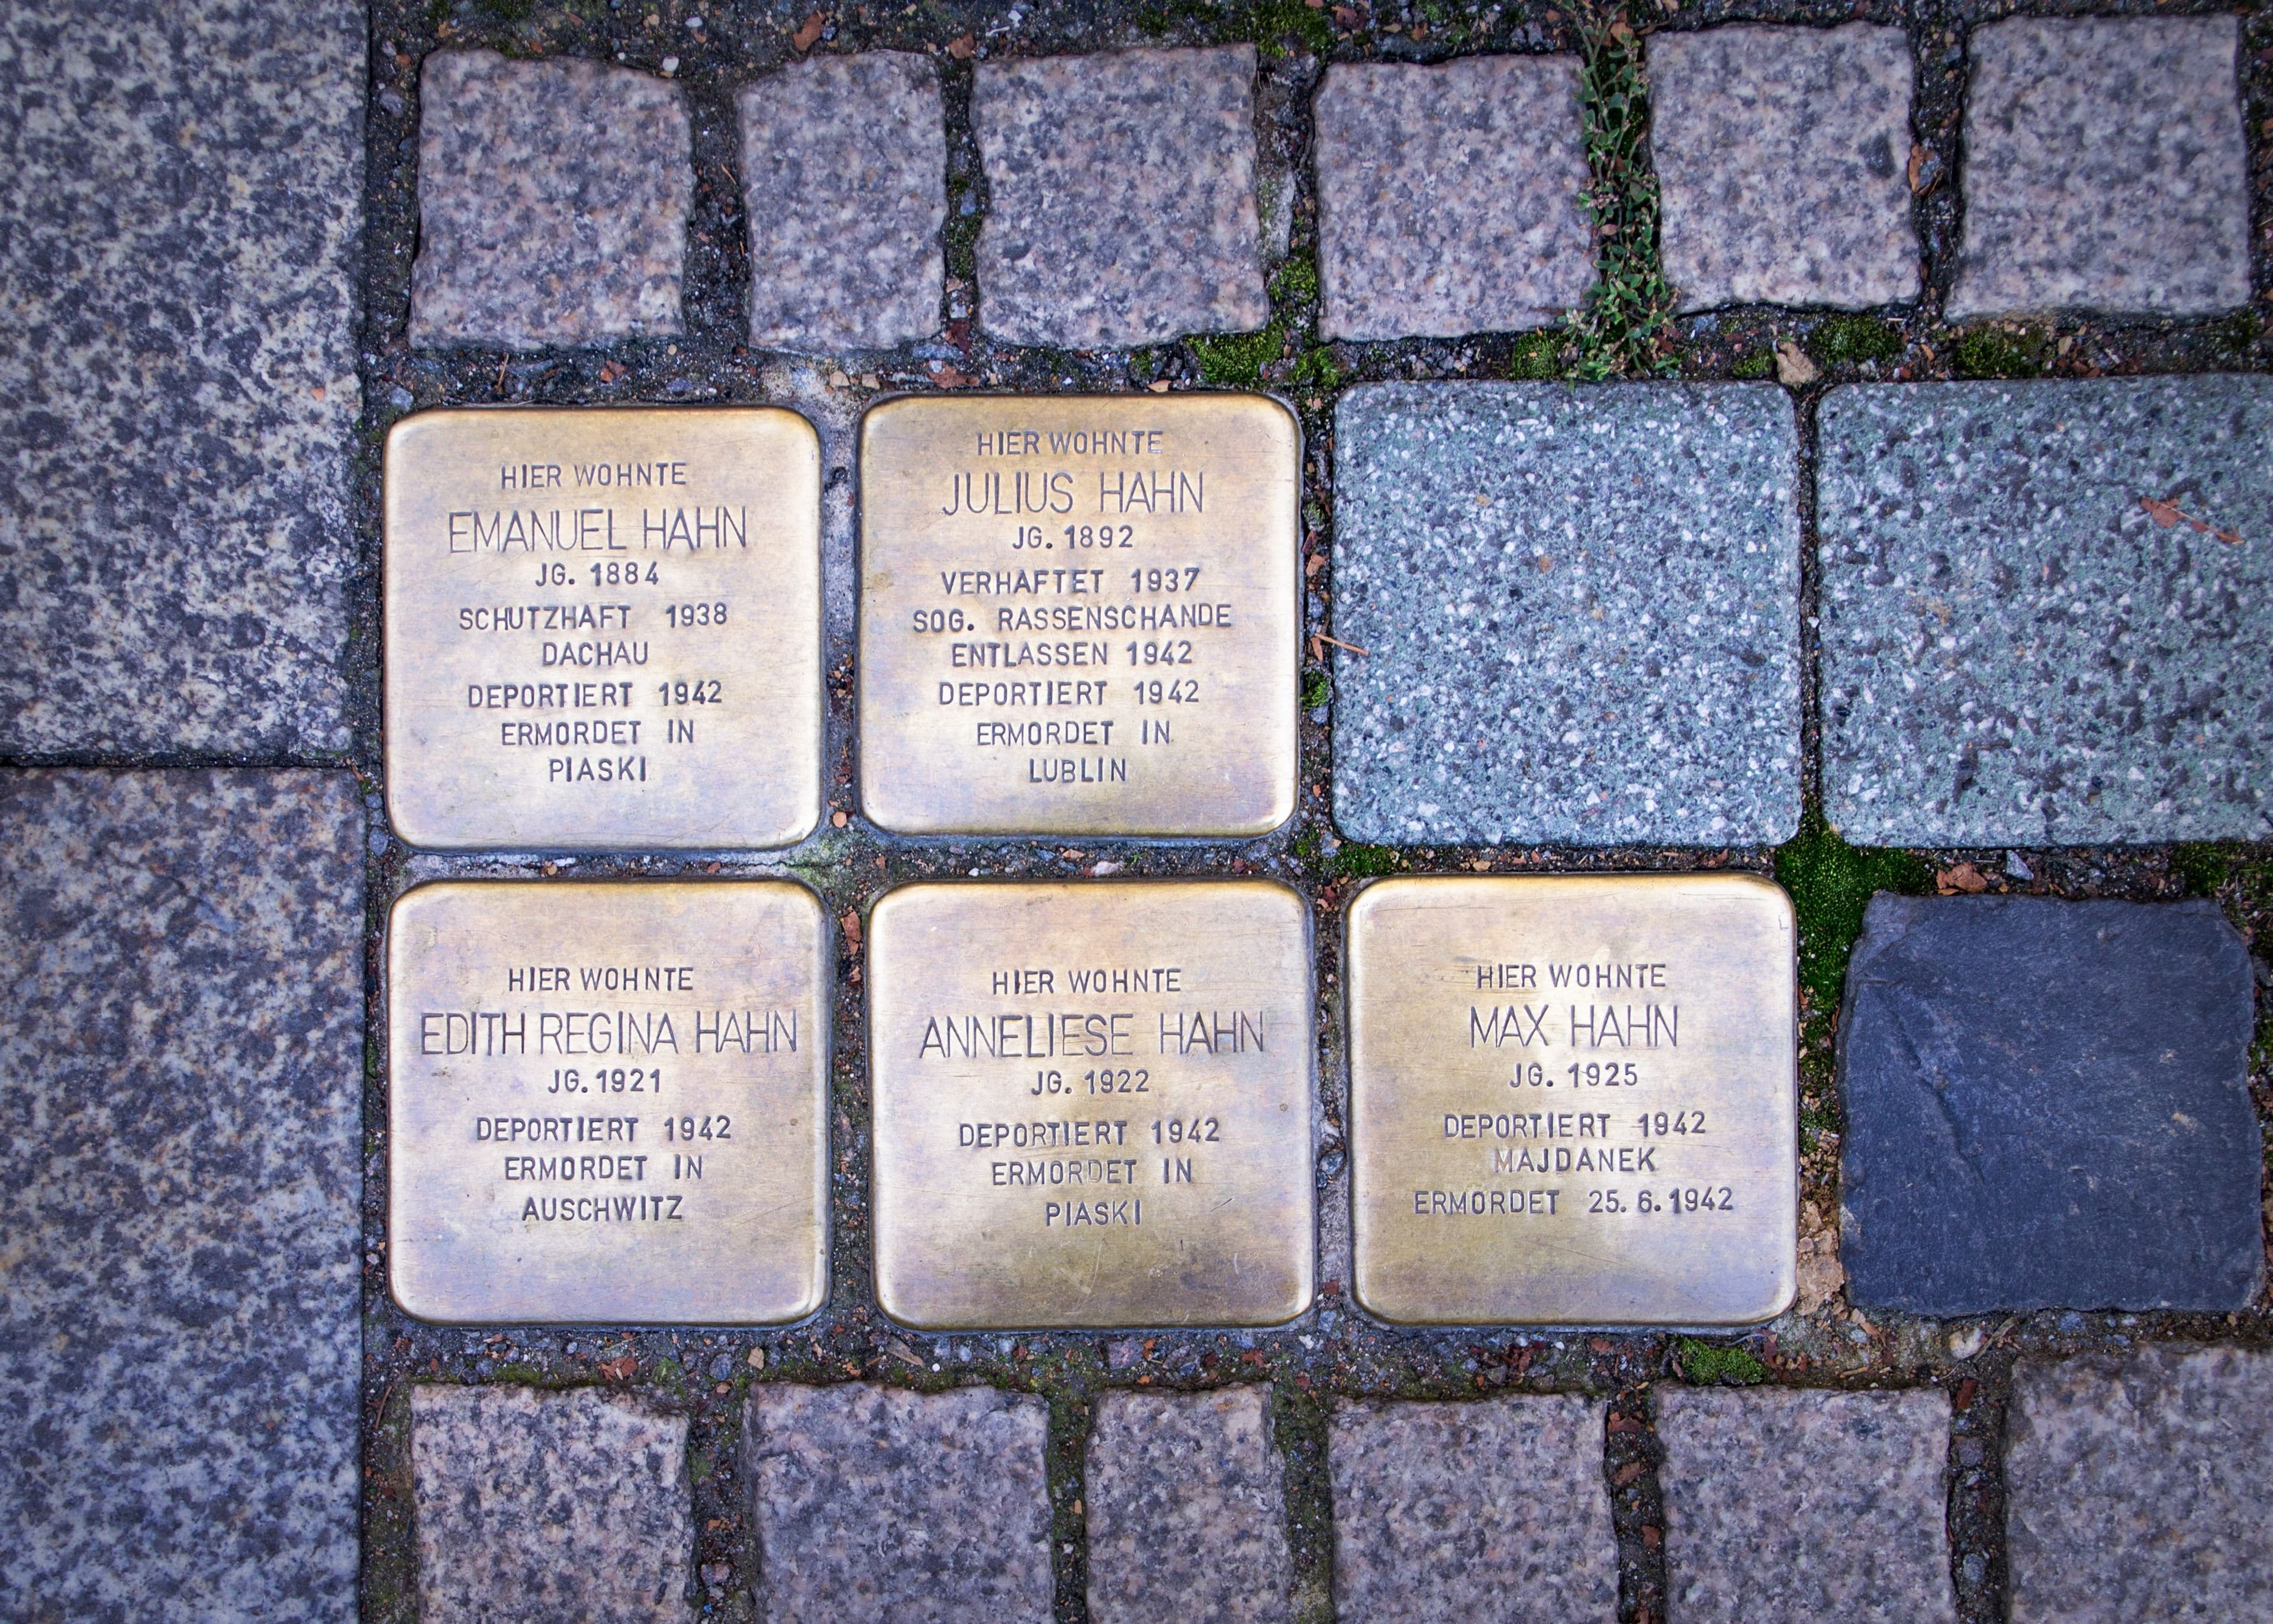 HIER WOHNTE
EMANUEL HAHN
JG. 1884
SCHUTZHAFT 1938
DACHAU
DEPORTIERT 1942
ERMORDET IN
PIASKI
HIER WOHNTE
JULIUS HAHN
JG. 1892
VERHAFTET 1937
SOG. RASSENSCHANDE
ENTLASSEN 1942
DEPORTIERT 1942
ERMORDET IN
LUBLIN
HIER WOHNTE
EDITH REGINA HAHN
JG. 1921
DEPORTIERT 1942
ERMORDET IN
AUSCHWITZ
HIER WOHNTE
ANNELIESE HAHN
JG. 1922
DEPORTIERT 1942
ERMORDET IN
PIASKI
HIER WOHNTE
MAX HAHN
JG. 1925
DEPORTIERT 1942
MAJDANEK
ERMORDET 25.6.1942